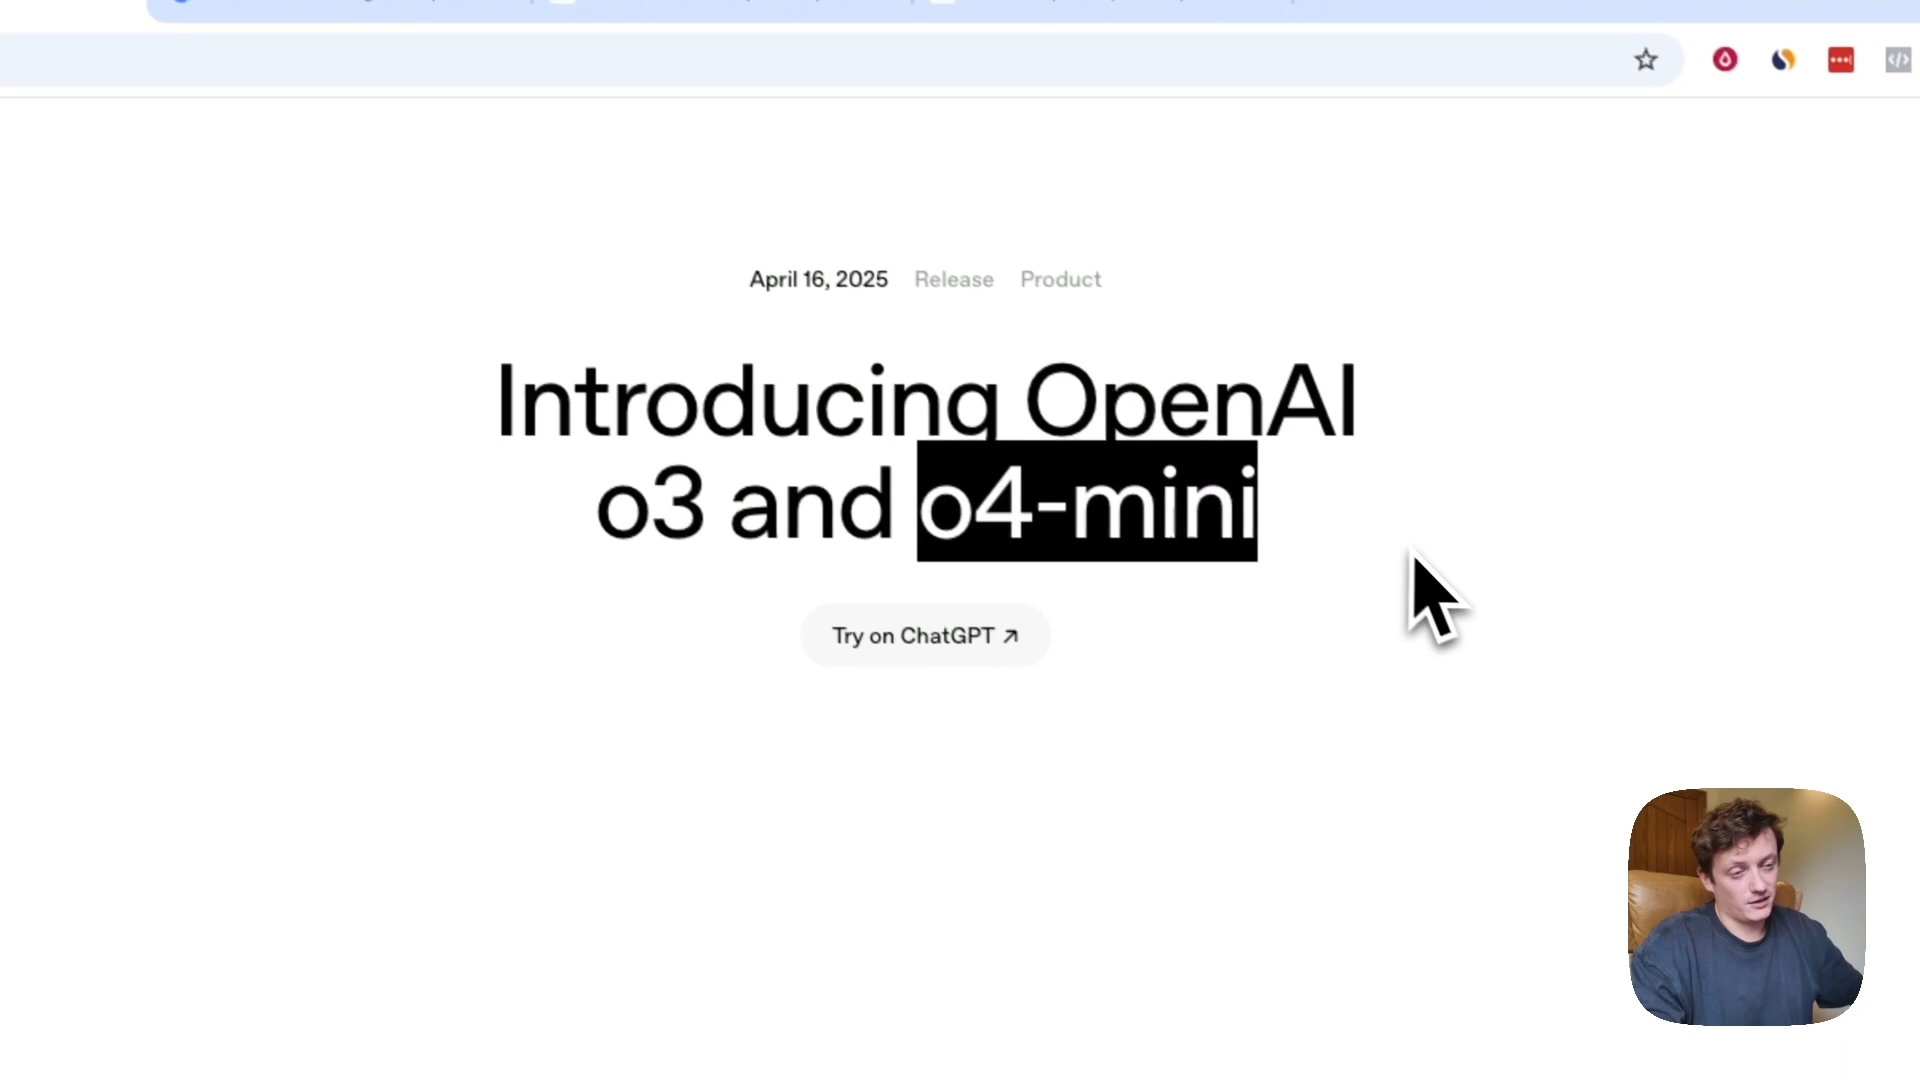 April 16, 2025 Release Product
Introducing OpenAI
o3 and o4-mini
Try on ChatGPT ↗